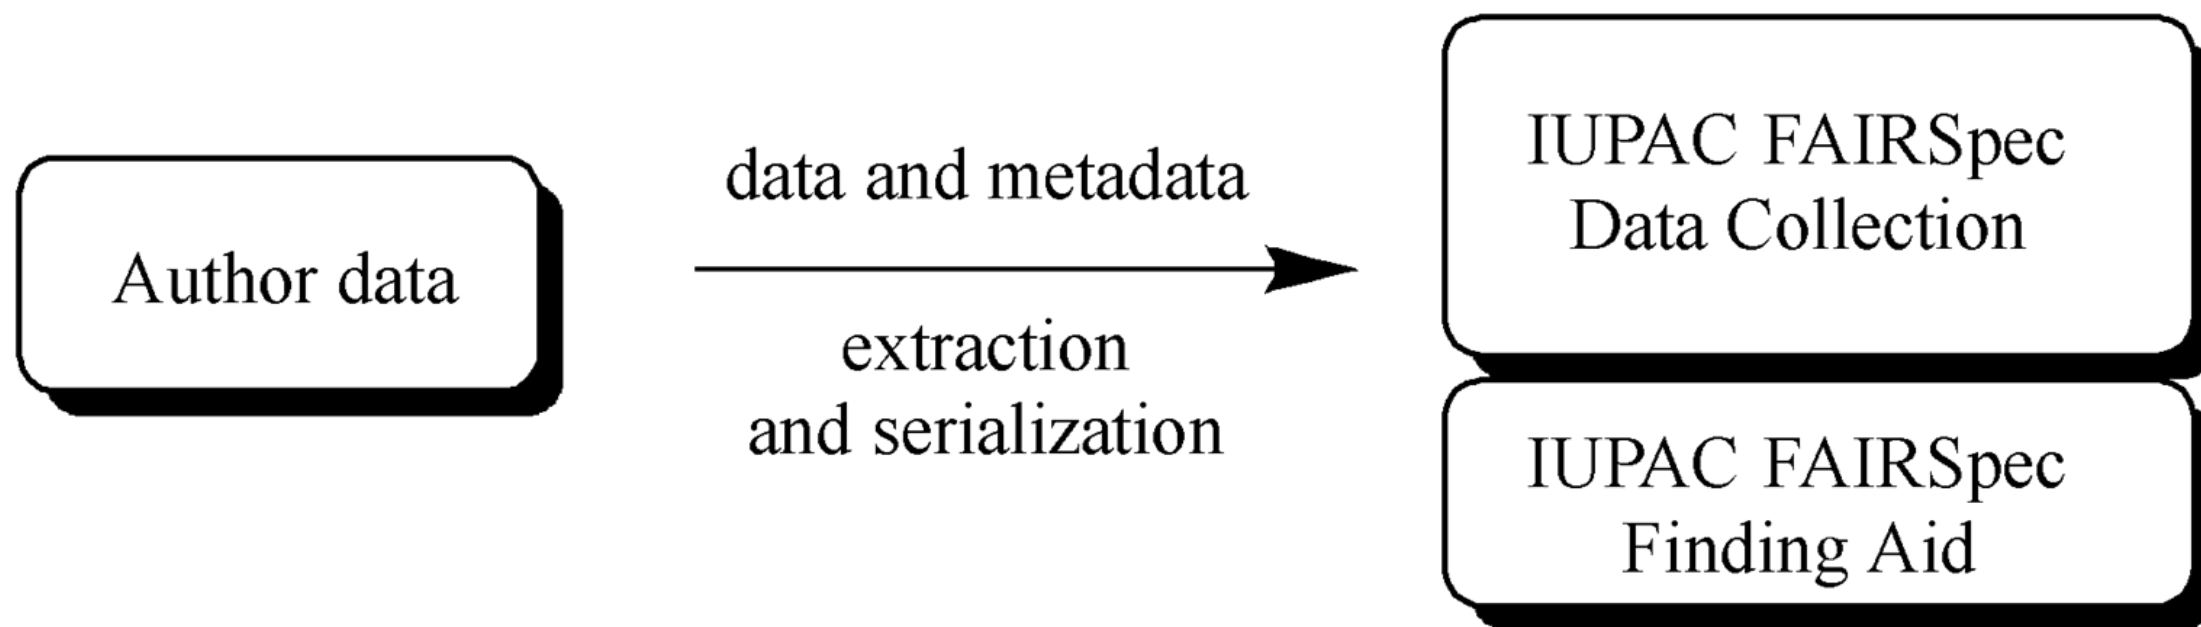 Author data
data and metadata
extraction
and serialization
IUPAC FAIRSpec
Data Collection
IUPAC FAIRSpec
Finding Aid